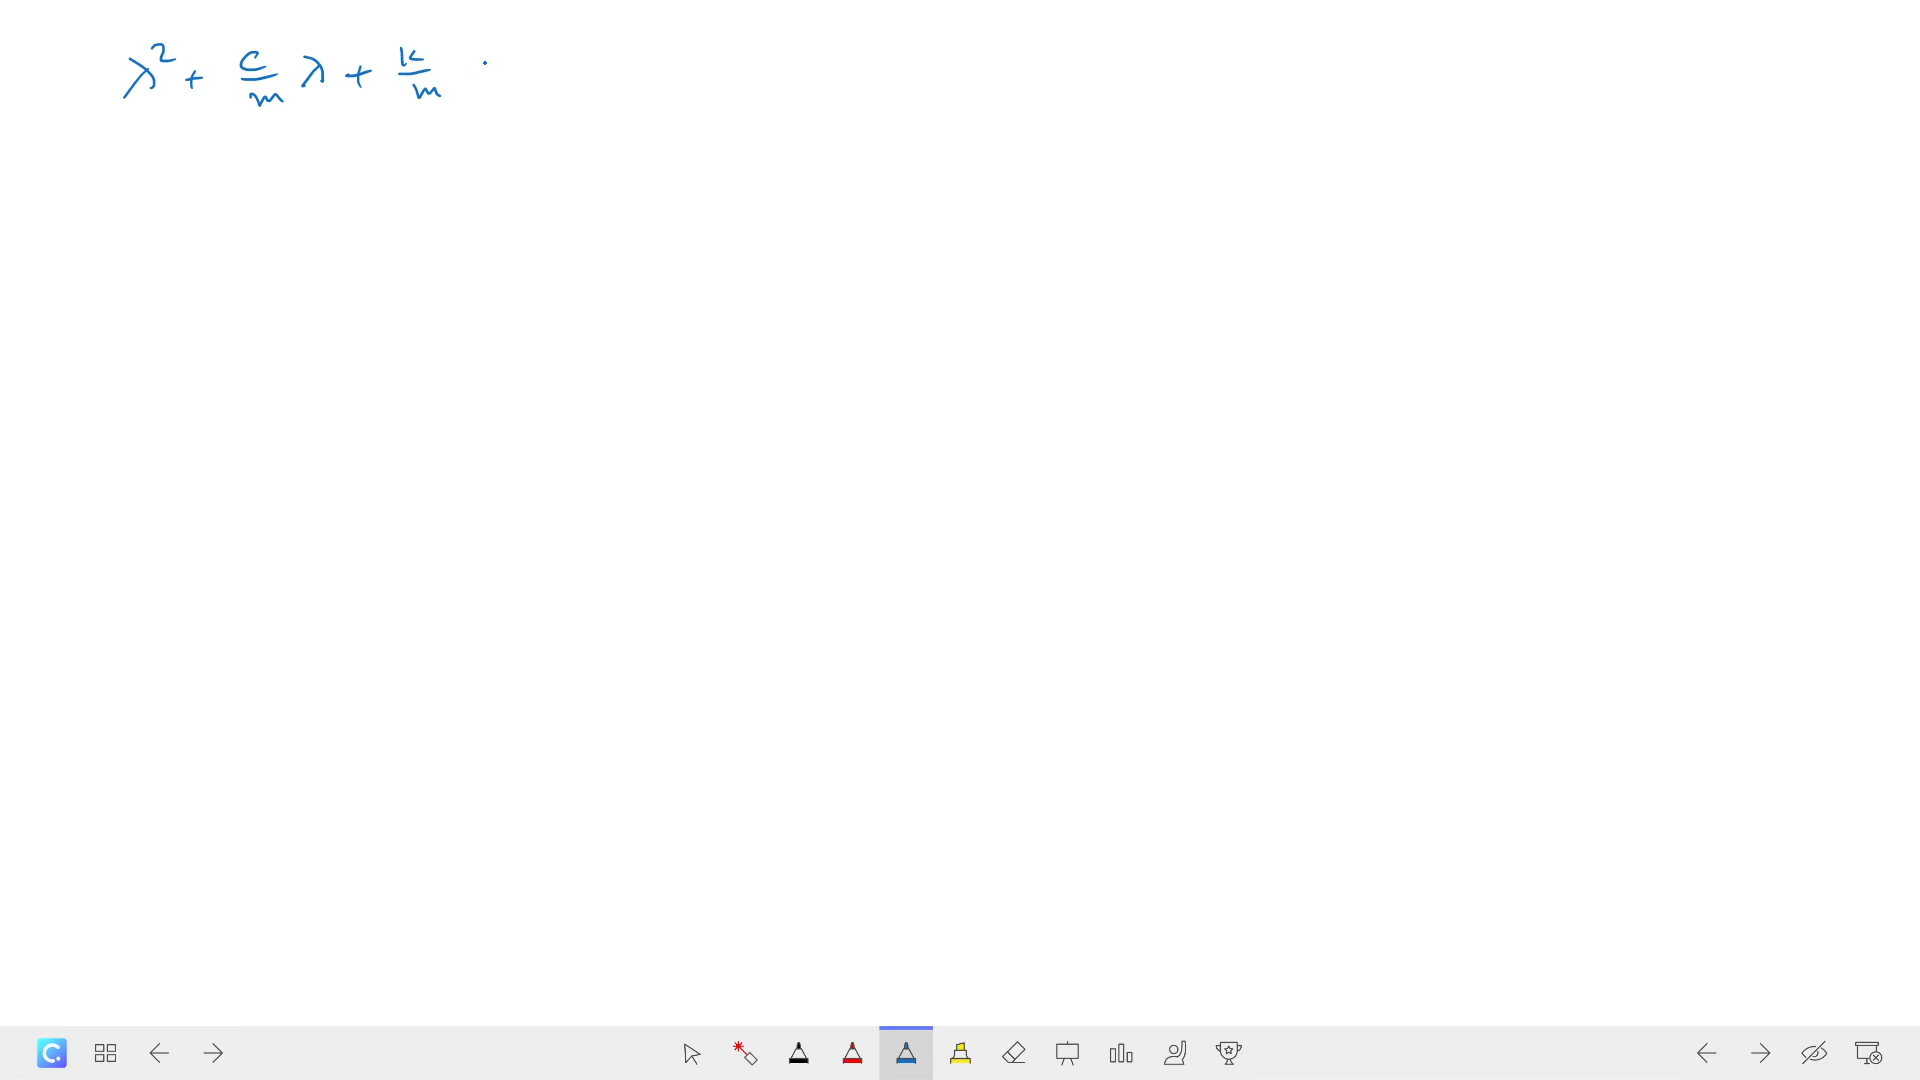 λ² + c/m λ + k/m